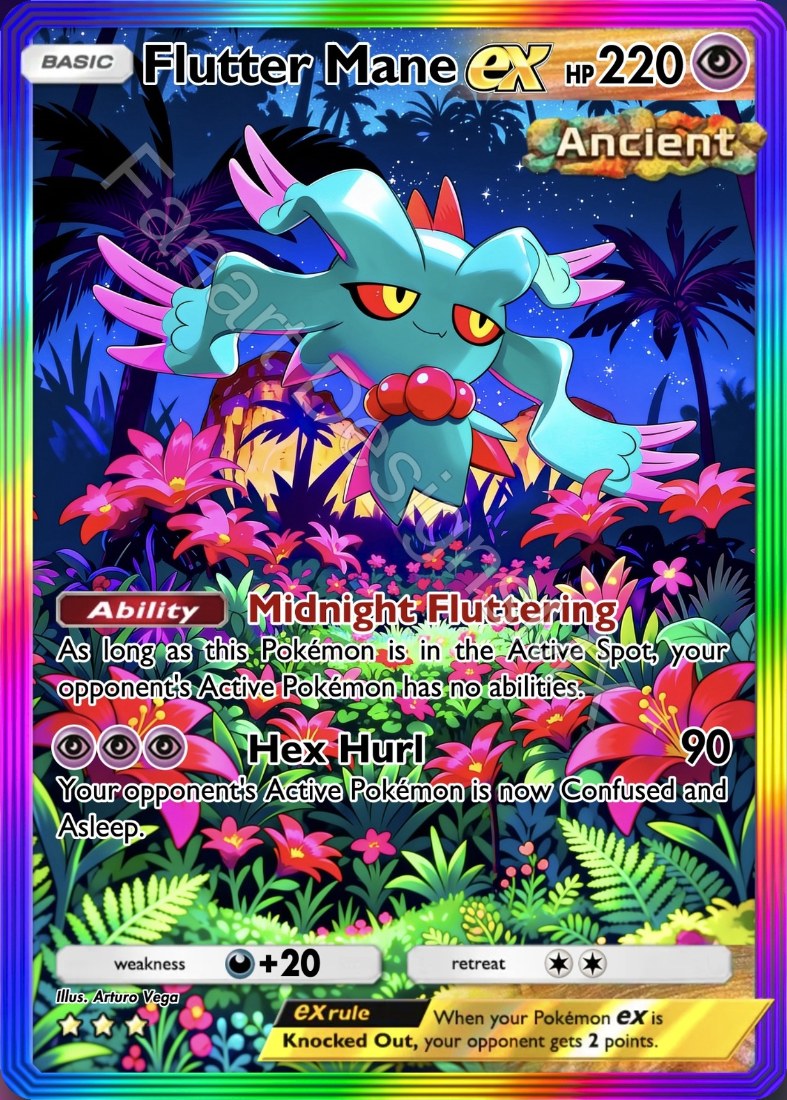 BASIC Flutter Mane ex HP 220
Ancient
Fanart Design
Ability Midnight Fluttering
As long as this Pokémon is in the Active Spot, your
opponent's Active Pokémon has no abilities.
Hex Hurl 90
Your opponent's Active Pokémon is now Confused and
Asleep.
weakness +20 retreat
Illus. Arturo Vega
ex rule When your Pokémon ex is
Knocked Out, your opponent gets 2 points.